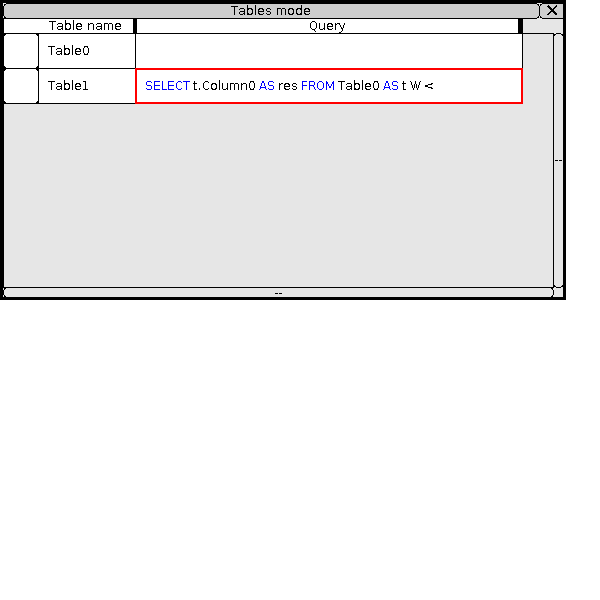 Tables mode
Table name Query
Table0
Table1 SELECT t.Column0 AS res FROM Table0 AS t W <
--
--